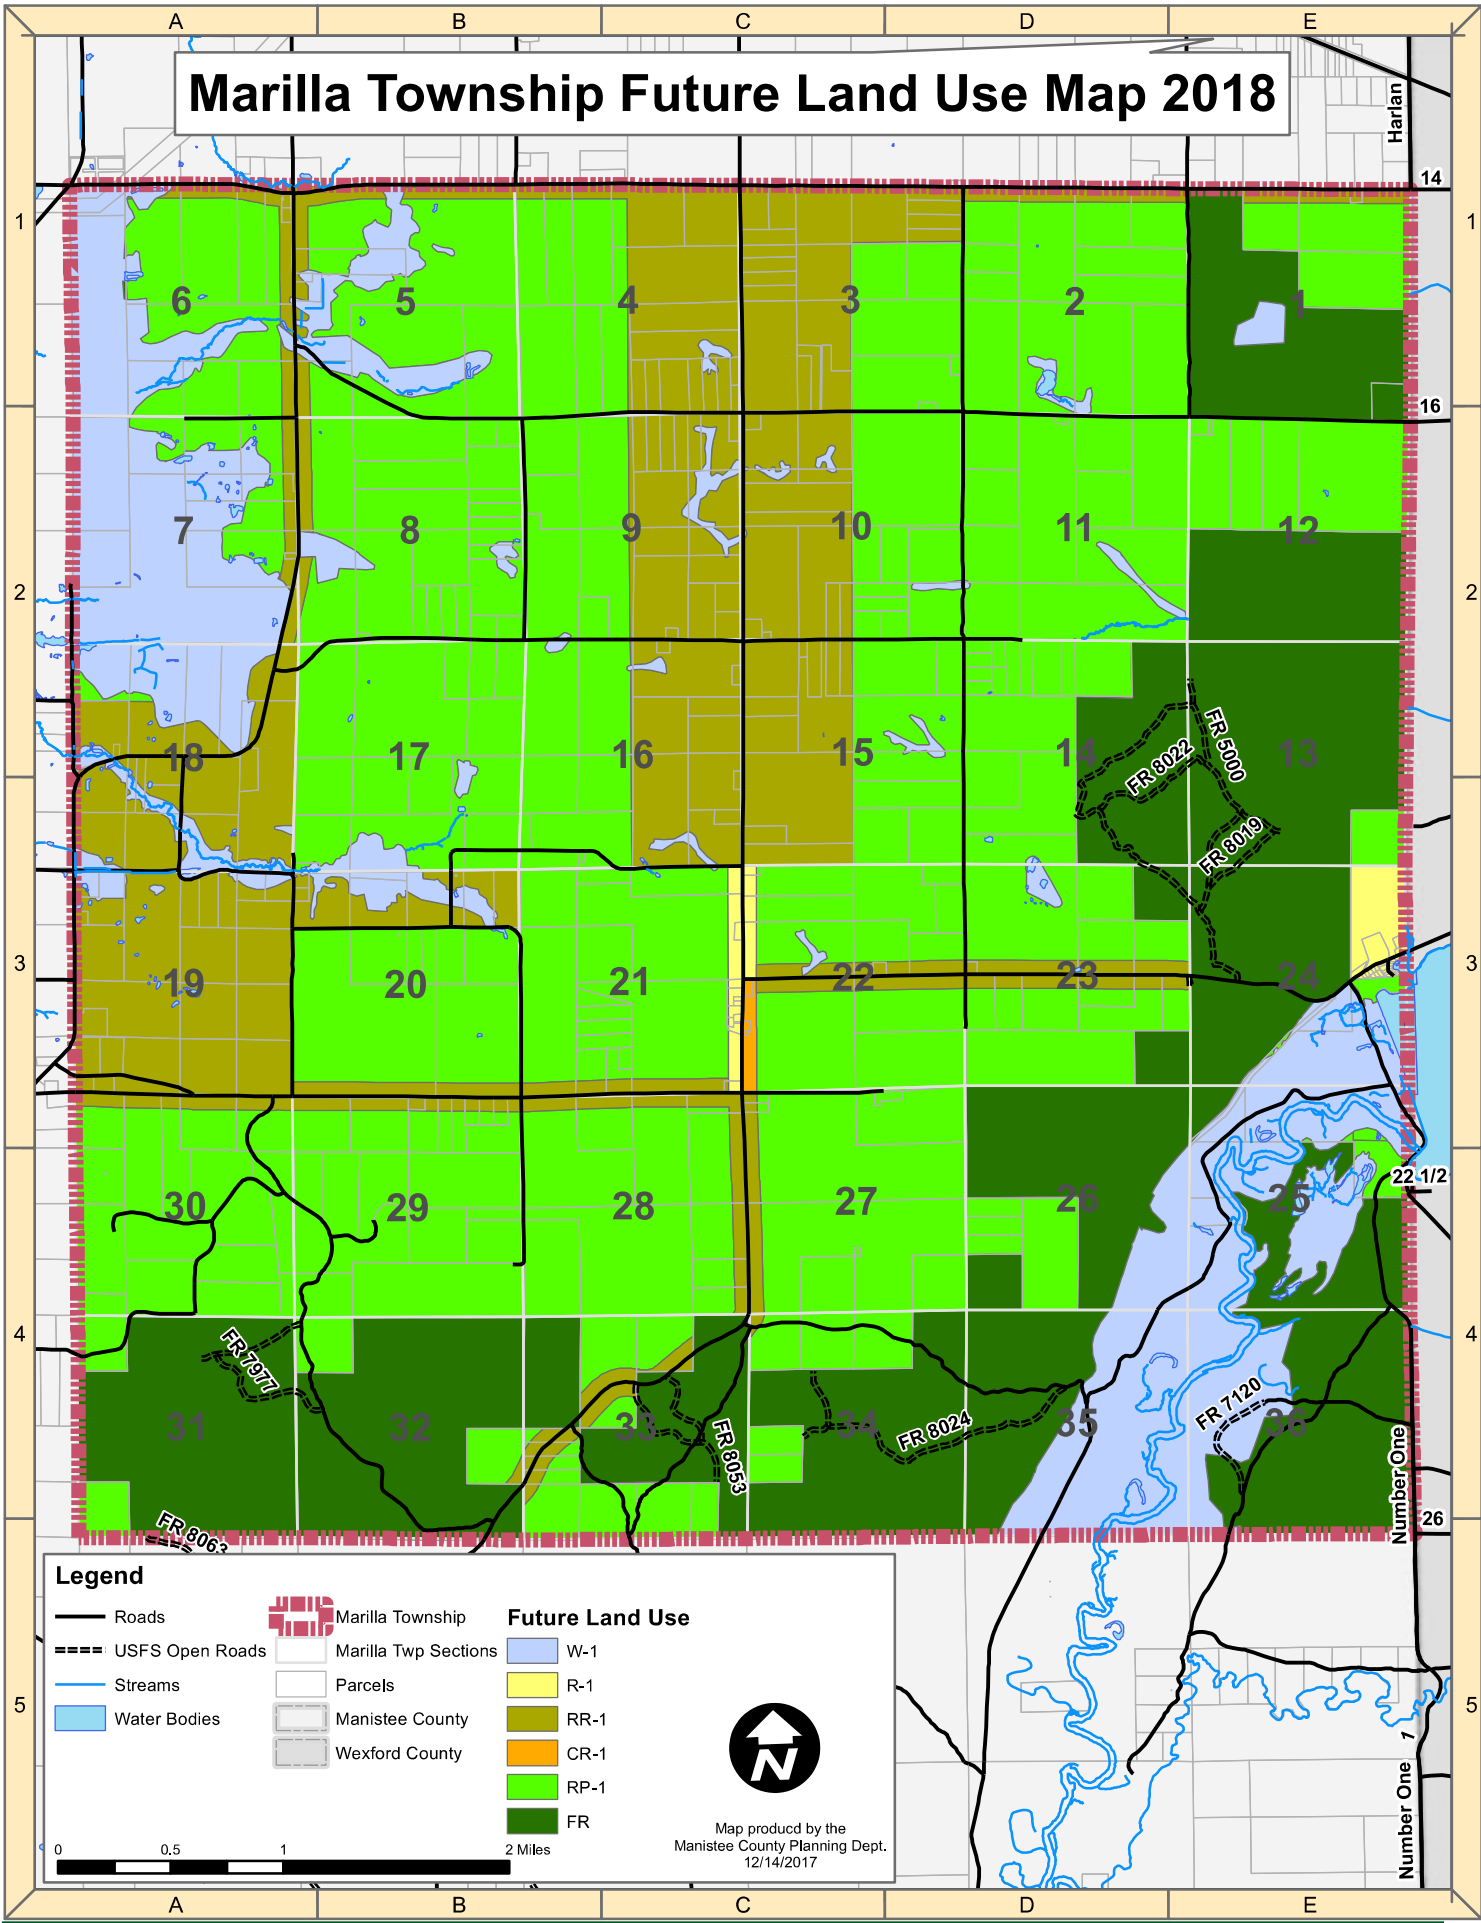 A B C D E
Marilla Township Future Land Use Map 2018
Harlan
14
1 1
6 5 4 3 2 1
16
7 8 9 10 11 12
2 2
18 17 16 15 14 13
FR 5000
FR 8022
FR 8019
19 20 21 22 23 24
3 3
22 1/2
30 29 28 27 26 25
4 4
FR 7977
FR 7120
31 32 33 34 35 36
FR 8024
FR 8053
Number One
26
FR 8063
Legend
Roads
USFS Open Roads
Streams
Water Bodies
Marilla Township
Marilla Twp Sections
Parcels
Manistee County
Wexford County
Future Land Use
W-1
R-1
RR-1
CR-1
RP-1
FR
N
5 5
Number One 1
Map producd by the
Manistee County Planning Dept.
12/14/2017
0 0.5 1 2 Miles
A B C D E